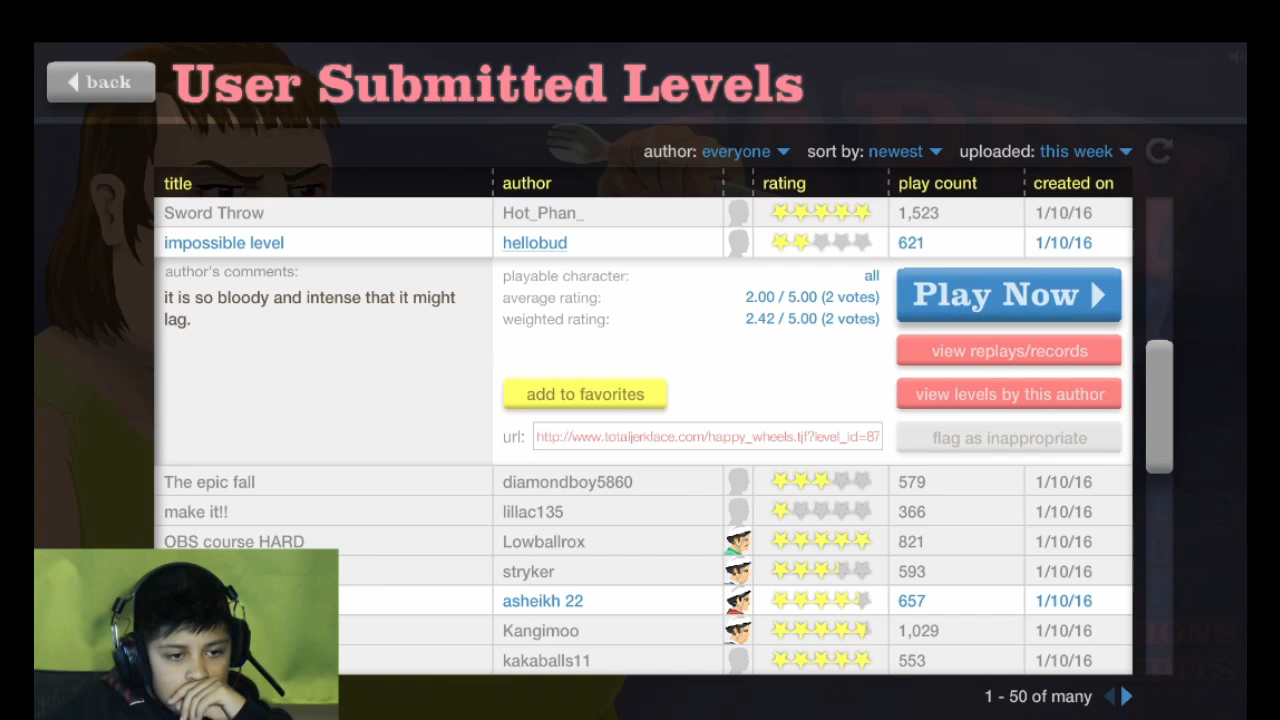 back
User Submitted Levels
author: everyone sort by: newest uploaded: this week
title author rating play count created on
Sword Throw Hot_Phan_ 1,523 1/10/16
impossible level hellobud 621 1/10/16
author's comments:
it is so bloody and intense that it might
lag.
playable character: all
average rating: 2.00 / 5.00 (2 votes)
weighted rating: 2.42 / 5.00 (2 votes)
add to favorites
url: http://www.totaljerkface.com/happy_wheels.tjf?level_id=87
Play Now
view replays/records
view levels by this author
flag as inappropriate
The epic fall diamondboy5860 579 1/10/16
make it!! lillac135 366 1/10/16
OBS course HARD Lowballrox 821 1/10/16
stryker 593 1/10/16
asheikh 22 657 1/10/16
Kangimoo 1,029 1/10/16
kakaballs11 553 1/10/16
1 - 50 of many